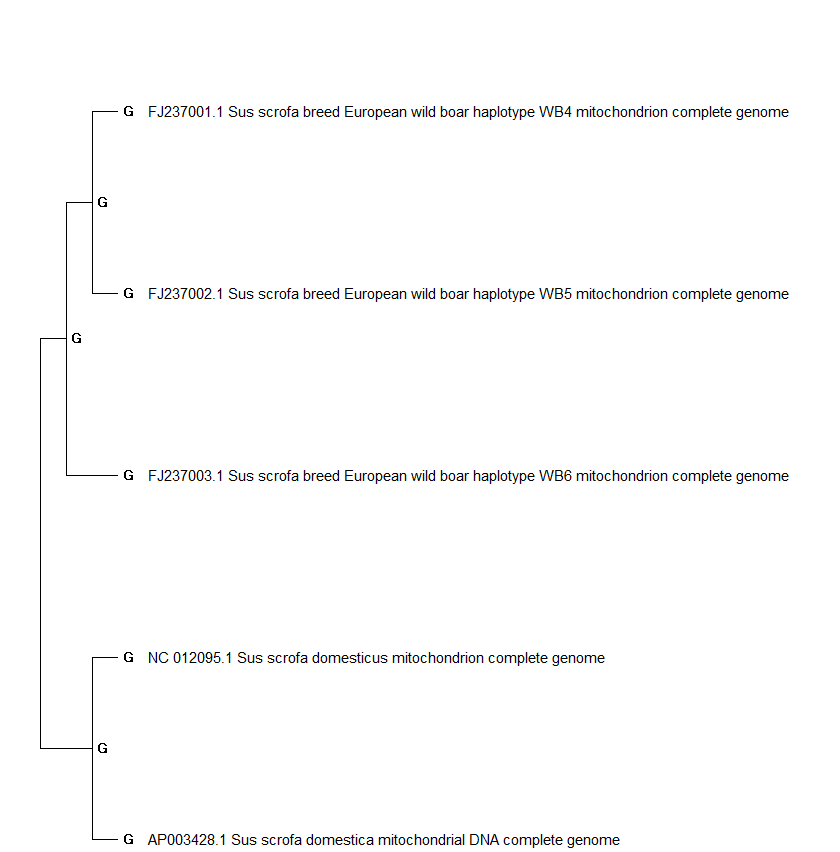 G FJ237001.1 Sus scrofa breed European wild boar haplotype WB4 mitochondrion complete genome
G
G FJ237002.1 Sus scrofa breed European wild boar haplotype WB5 mitochondrion complete genome
G
G FJ237003.1 Sus scrofa breed European wild boar haplotype WB6 mitochondrion complete genome
G NC 012095.1 Sus scrofa domesticus mitochondrion complete genome
G
G AP003428.1 Sus scrofa domestica mitochondrial DNA complete genome